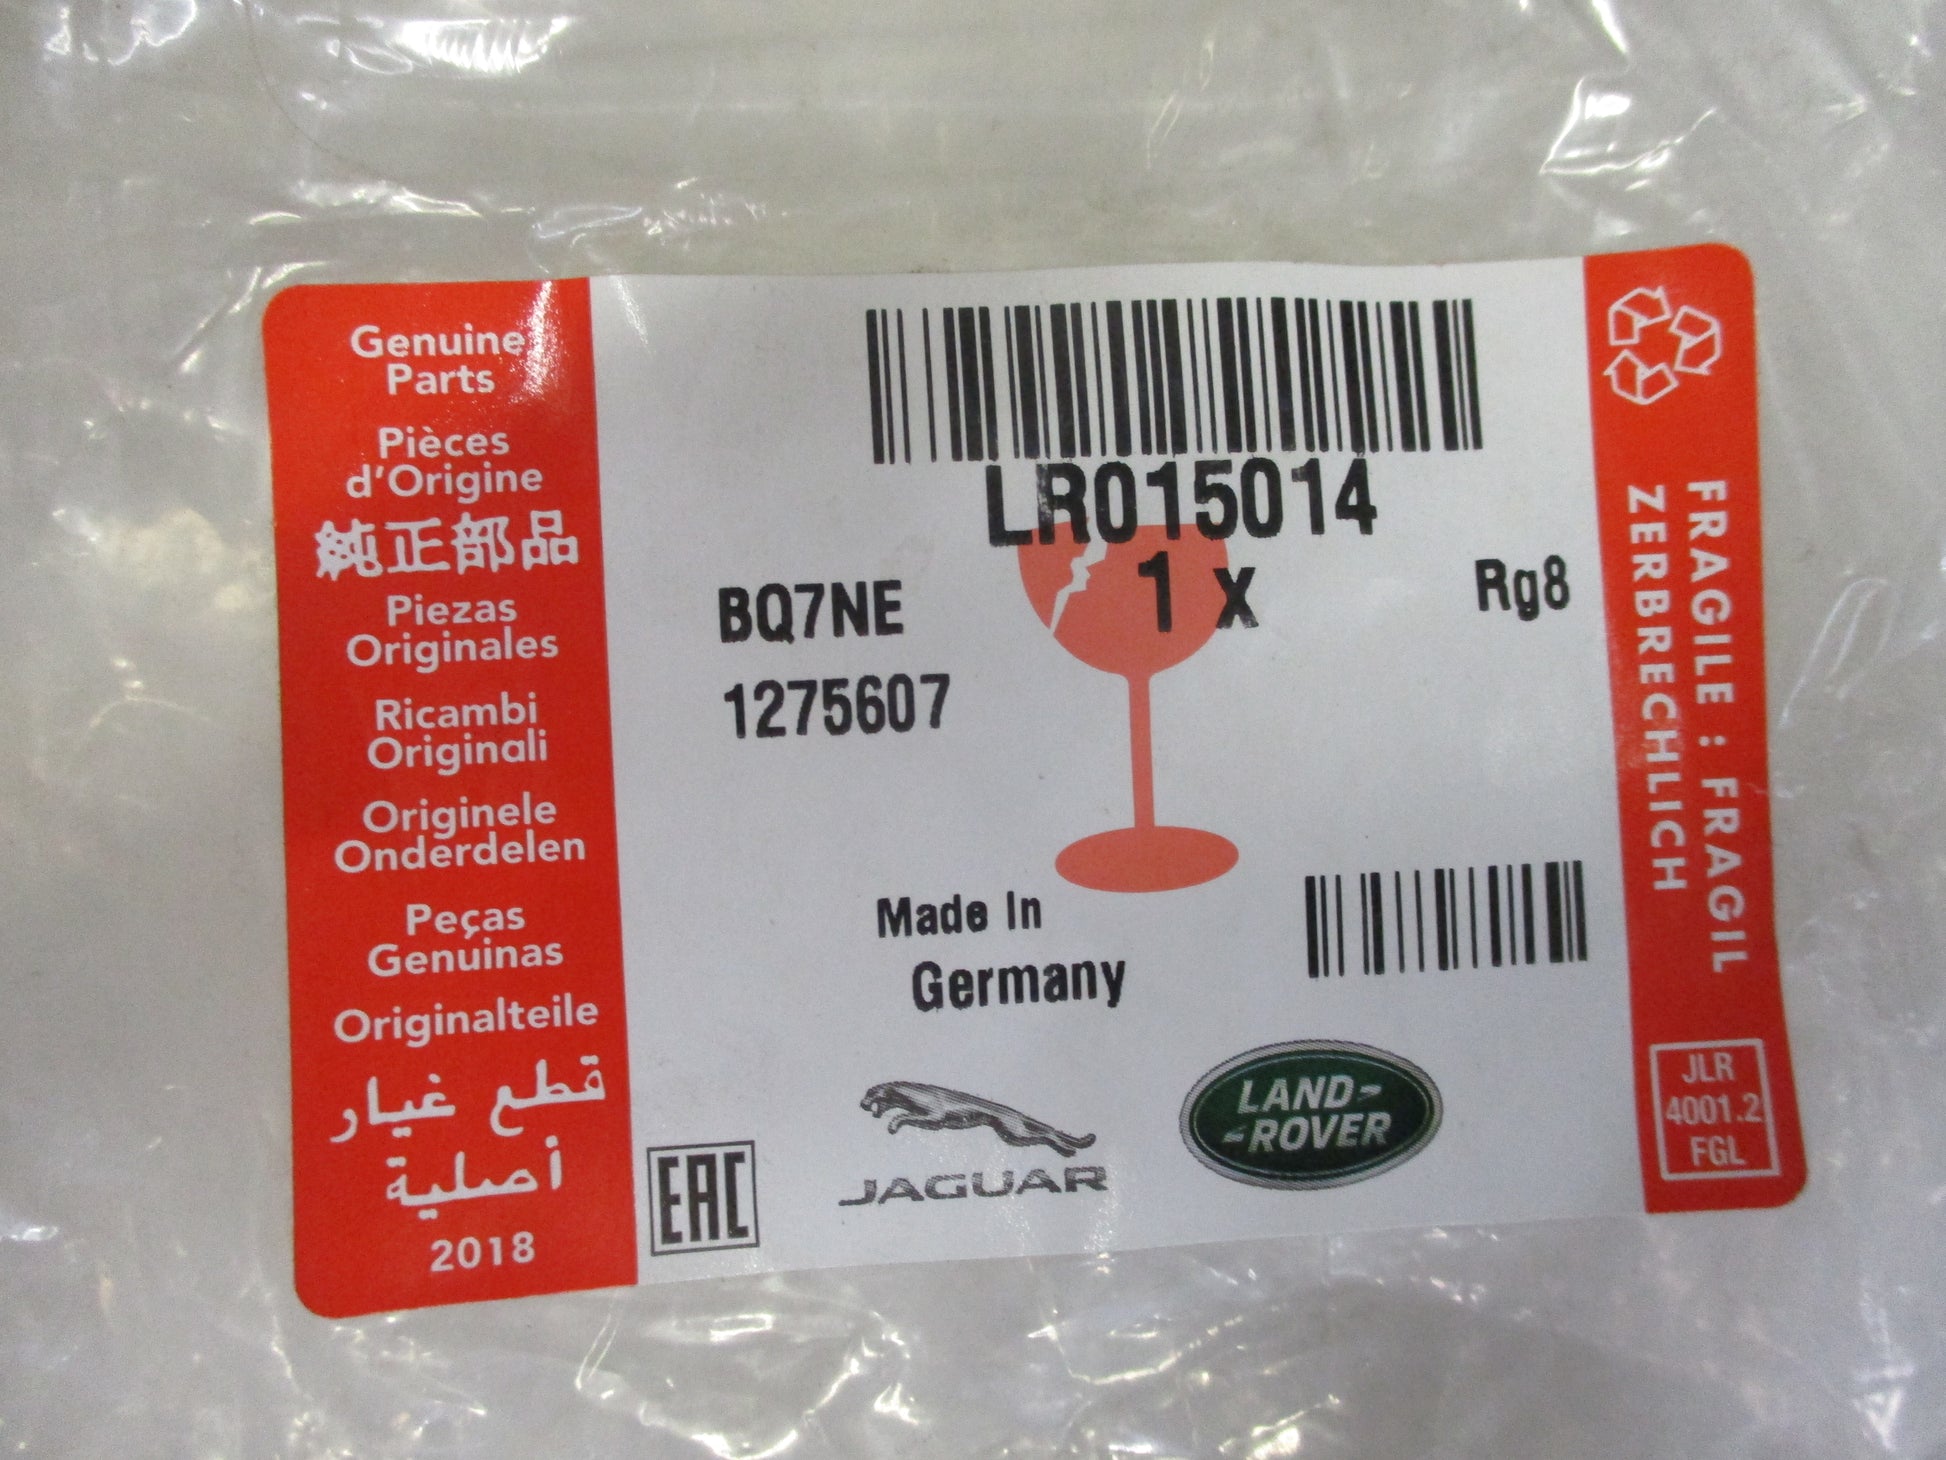 Genuine
Parts
Pièces
d'Origine
純正部品
Piezas
Originales
Ricambi
Originali
Originele
Onderdelen
Peças
Genuinas
Originalteile
قطع غيار
أصلية
2018
LR015014
1 x
Rg8
BQ7NE
1275607
Made In
Germany
EAC
JAGUAR
LAND-
-ROVER
FRAGILE : FRAGIL
ZERBRECHLICH
JLR
4001.2
FGL